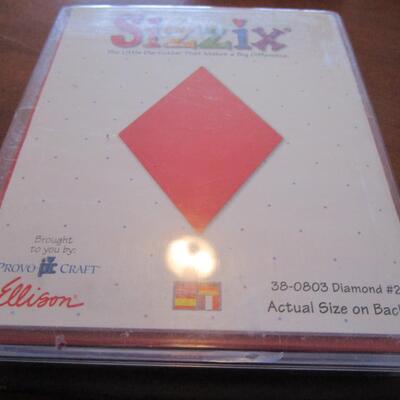 Sizzix®
The Little Die-Cutter That Makes a Big Difference.
Brought
to you by:
PROVO CRAFT®
Ellison
38-0803 Diamond #2
Actual Size on Back